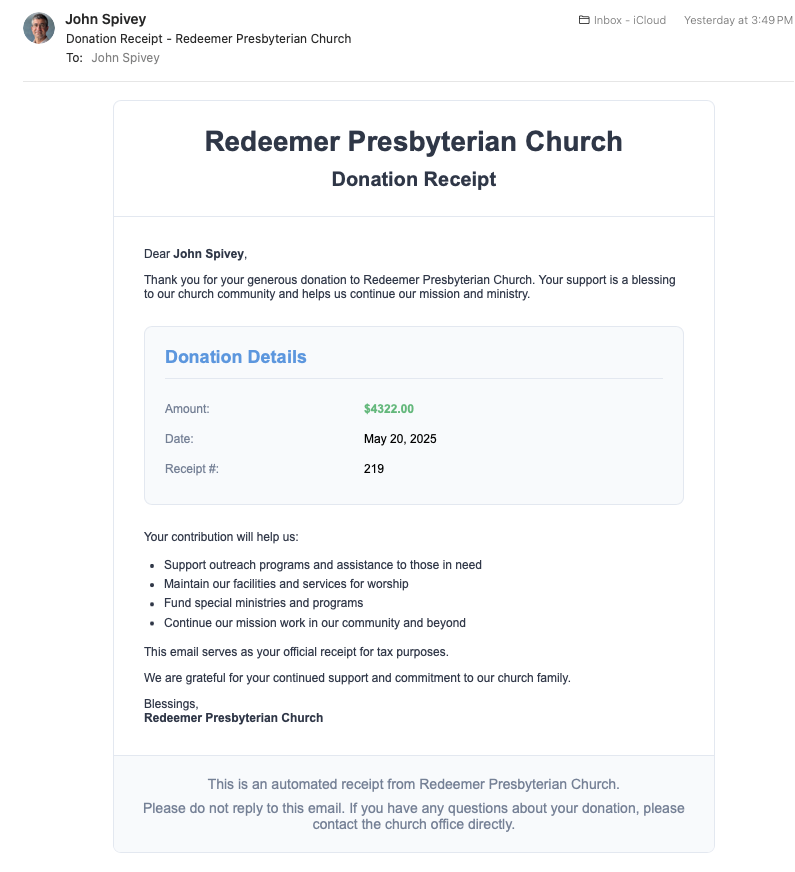 John Spivey
Inbox - iCloud
Yesterday at 3:49 PM
Donation Receipt - Redeemer Presbyterian Church
To: John Spivey
Redeemer Presbyterian Church
Donation Receipt
Dear John Spivey,
Thank you for your generous donation to Redeemer Presbyterian Church. Your support is a blessing
to our church community and helps us continue our mission and ministry.
Donation Details
Amount: $4322.00
Date: May 20, 2025
Receipt #: 219
Your contribution will help us:
• Support outreach programs and assistance to those in need
• Maintain our facilities and services for worship
• Fund special ministries and programs
• Continue our mission work in our community and beyond
This email serves as your official receipt for tax purposes.
We are grateful for your continued support and commitment to our church family.
Blessings,
Redeemer Presbyterian Church
This is an automated receipt from Redeemer Presbyterian Church.
Please do not reply to this email. If you have any questions about your donation, please
contact the church office directly.